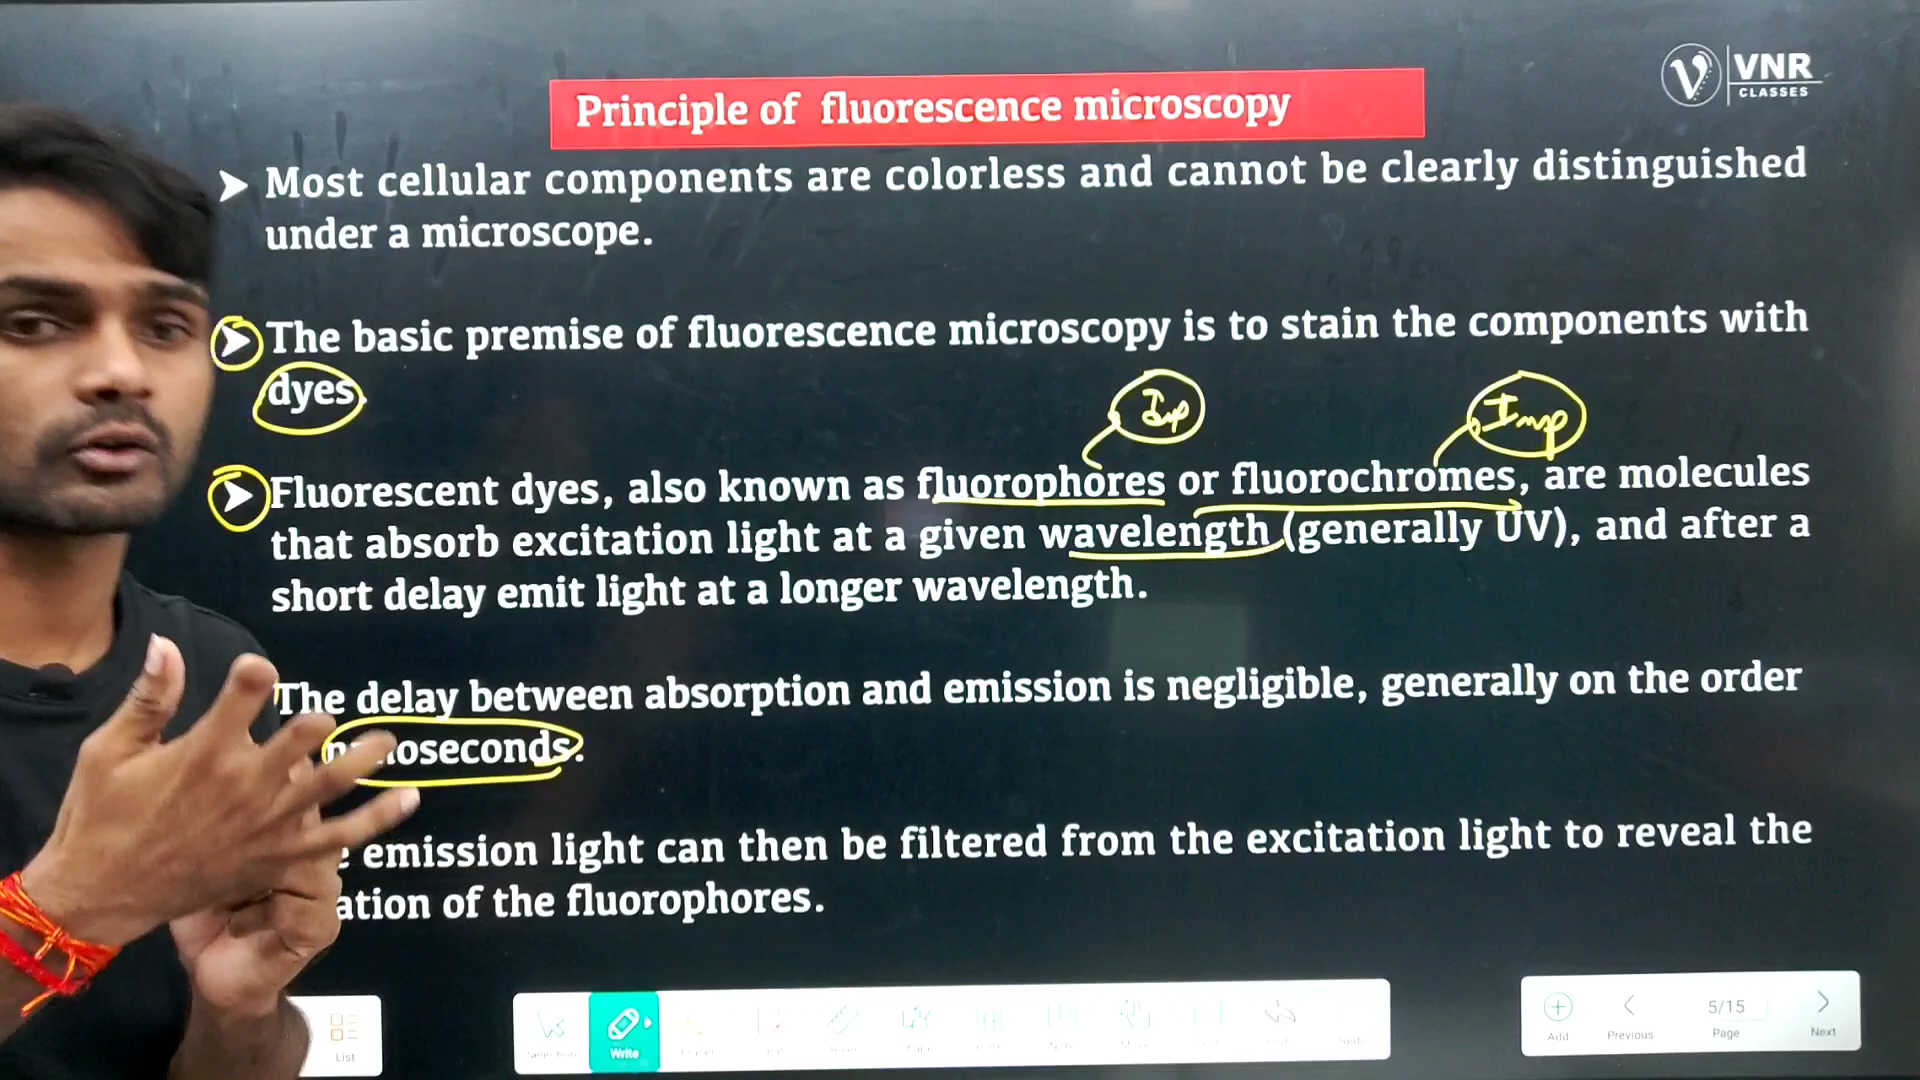 VNR
CLASSES
Principle of fluorescence microscopy
Most cellular components are colorless and cannot be clearly distinguished
under a microscope.
The basic premise of fluorescence microscopy is to stain the components with
dyes.
Imp
Imp
Fluorescent dyes, also known as fluorophores or fluorochromes, are molecules
that absorb excitation light at a given wavelength (generally UV), and after a
short delay emit light at a longer wavelength.
The delay between absorption and emission is negligible, generally on the order
nanoseconds.
emission light can then be filtered from the excitation light to reveal the
ation of the fluorophores.
List
Selection
Write
Add
Previous
5/15
Page
Next